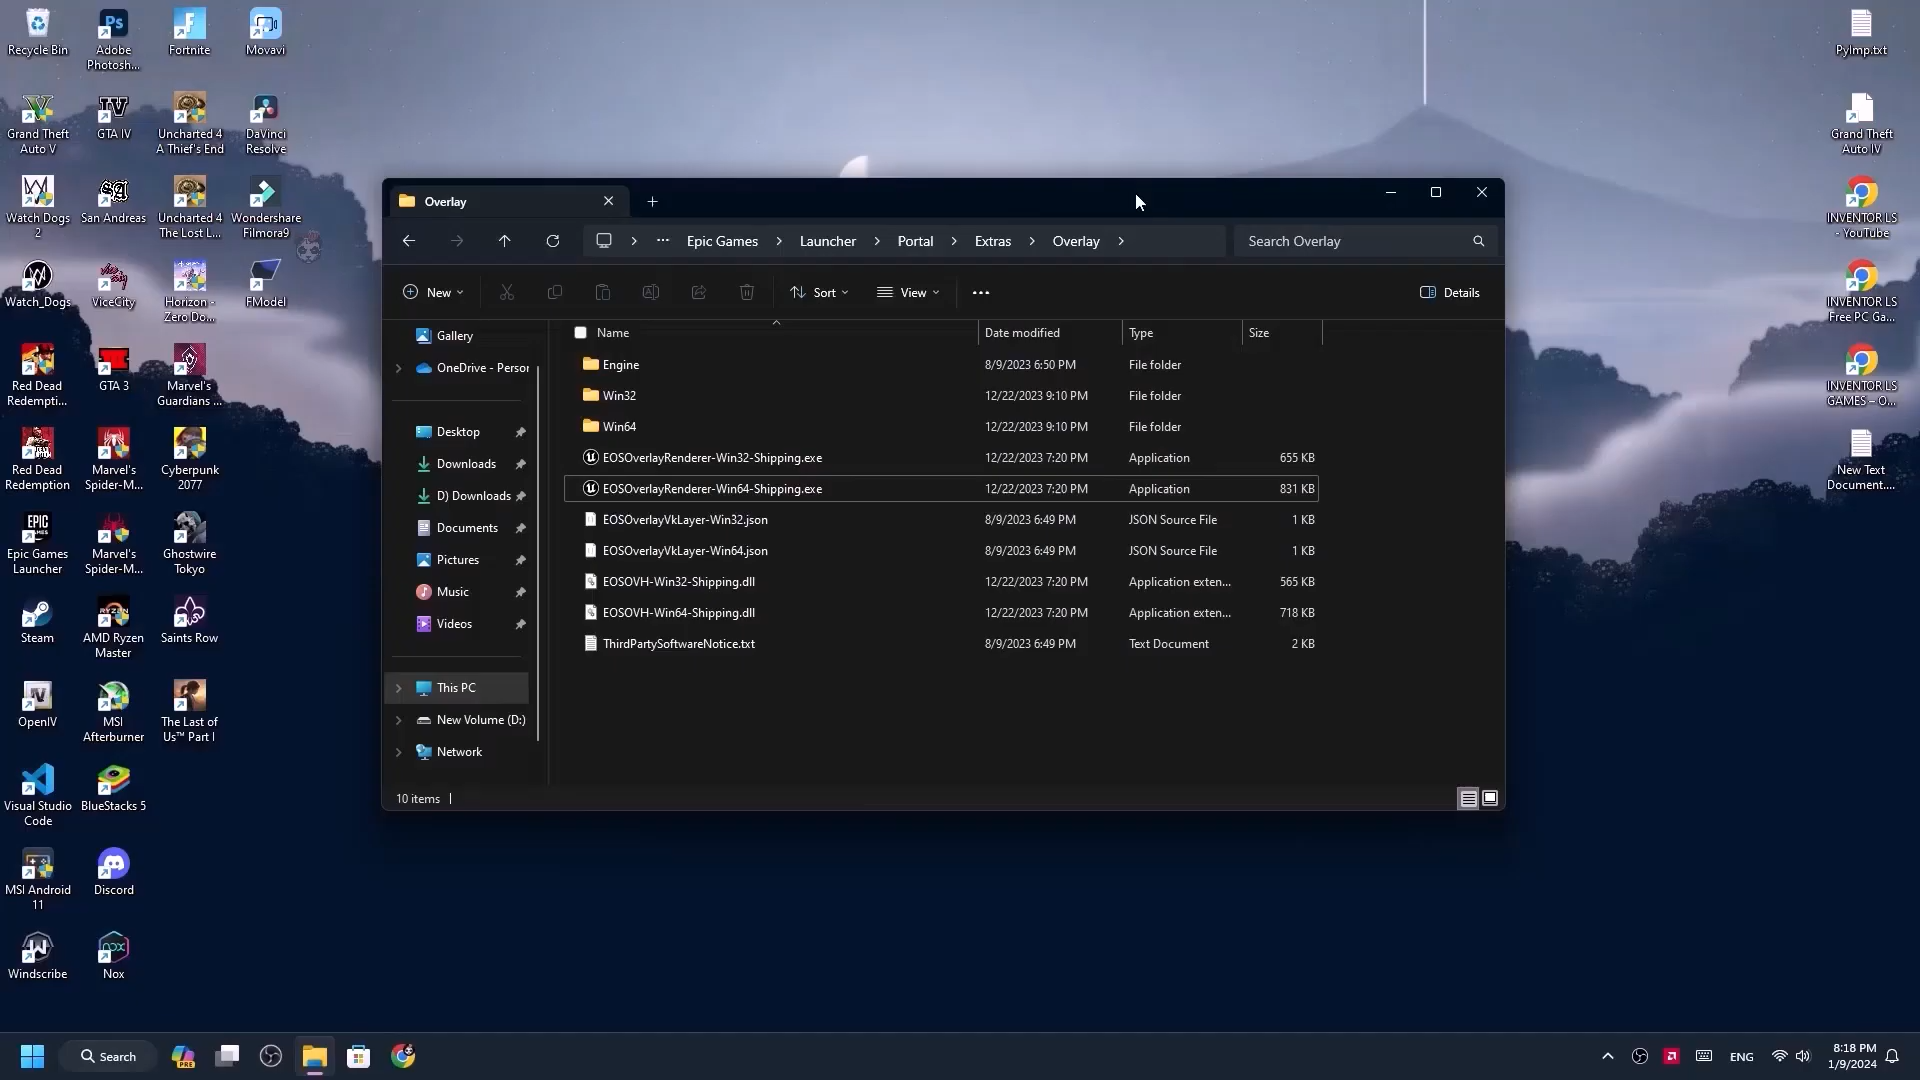 Recycle Bin
Adobe
Photosh...
Fortnite
Movavi
Grand Theft
Auto V
GTA IV
Uncharted 4
A Thief's End
DaVinci
Resolve
Watch Dogs
2
San Andreas
Uncharted 4
The Lost L...
Wondershare
Filmora9
Watch_Dogs
ViceCity
Horizon -
Zero Do...
FModel
Red Dead
Redempti...
GTA 3
Marvel's
Guardians ...
Red Dead
Redemption
Marvel's
Spider-M...
Cyberpunk
2077
Epic Games
Launcher
Marvel's
Spider-M...
Ghostwire
Tokyo
Steam
AMD Ryzen
Master
Saints Row
OpenIV
MSI
Afterburner
The Last of
Us™ Part I
Visual Studio
Code
BlueStacks 5
MSI Android
11
Discord
Windscribe
Nox
Overlay
Epic Games
Launcher
Portal
Extras
Overlay
Search Overlay
New
Sort
View
Details
Gallery
OneDrive - Persor
Desktop
Downloads
D) Downloads
Documents
Pictures
Music
Videos
This PC
New Volume (D:)
Network
Name Date modified Type Size
Engine 8/9/2023 6:50 PM File folder
Win32 12/22/2023 9:10 PM File folder
Win64 12/22/2023 9:10 PM File folder
EOSOverlayRenderer-Win32-Shipping.exe 12/22/2023 7:20 PM Application 655 KB
EOSOverlayRenderer-Win64-Shipping.exe 12/22/2023 7:20 PM Application 831 KB
EOSOverlayVkLayer-Win32.json 8/9/2023 6:49 PM JSON Source File 1 KB
EOSOverlayVkLayer-Win64.json 8/9/2023 6:49 PM JSON Source File 1 KB
EOSOVH-Win32-Shipping.dll 12/22/2023 7:20 PM Application exten... 565 KB
EOSOVH-Win64-Shipping.dll 12/22/2023 7:20 PM Application exten... 718 KB
ThirdPartySoftwareNotice.txt 8/9/2023 6:49 PM Text Document 2 KB
10 items
PyImp.txt
Grand Theft
Auto IV
INVENTOR LS
- YouTube
INVENTOR LS
Free PC Ga...
INVENTOR LS
GAMES – O...
New Text
Document....
Search
PRE
ENG
8:18 PM
1/9/2024